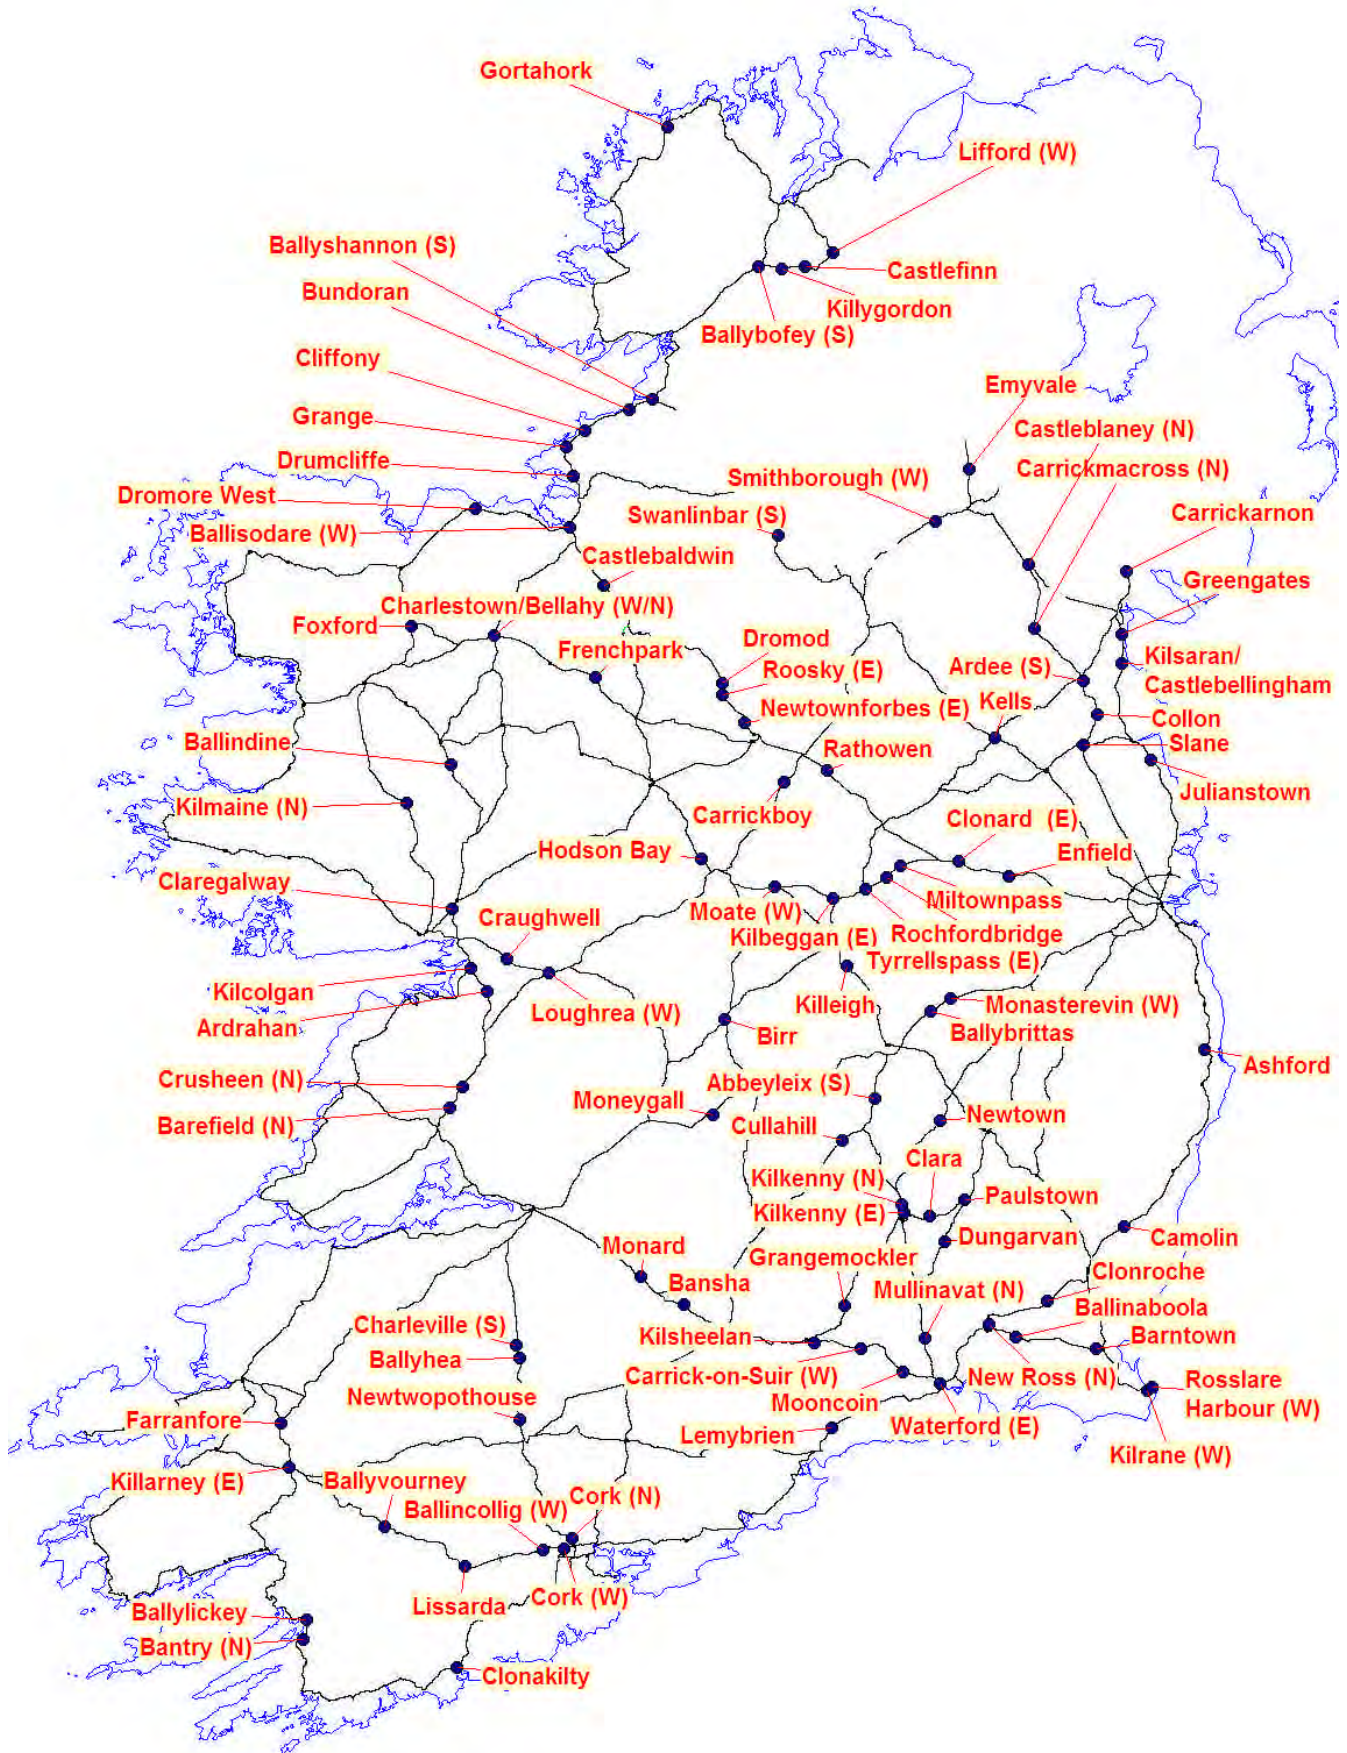 Gortahork
Lifford (W)
Ballyshannon (S)
Castlefinn
Bundoran
Killygordon
Ballybofey (S)
Cliffony
Emyvale
Grange
Castleblaney (N)
Drumcliffe
Carrickmacross (N)
Smithborough (W)
Dromore West
Swanlinbar (S)
Carrickarnon
Ballisodare (W)
Castlebaldwin
Greengates
Charlestown/Bellahy (W/N)
Foxford
Frenchpark
Dromod
Roosky (E)
Ardee (S)
Kilsaran/
Castlebellingham
Newtownforbes (E)
Kells
Collon
Ballindine
Rathowen
Slane
Kilmaine (N)
Carrickboy
Julianstown
Clonard (E)
Hodson Bay
Enfield
Claregalway
Miltownpass
Craughwell
Moate (W)
Kilbeggan (E)
Rochfordbridge
Tyrrellspass (E)
Kilcolgan
Killeigh
Monasterevin (W)
Ardrahan
Loughrea (W)
Birr
Ballybrittas
Ashford
Crusheen (N)
Abbeyleix (S)
Moneygall
Barefield (N)
Cullahill
Newtown
Clara
Kilkenny (N)
Paulstown
Kilkenny (E)
Monard
Dungarvan
Camolin
Grangemockler
Bansha
Clonroche
Mullinavat (N)
Ballinaboola
Charleville (S)
Kilsheelan
Barntown
Ballyhea
Carrick-on-Suir (W)
New Ross (N)
Rosslare
Harbour (W)
Newtwopothouse
Mooncoin
Farranfore
Lemybrien
Waterford (E)
Kilrane (W)
Killarney (E)
Ballyvourney
Ballincollig (W)
Cork (N)
Lissarda
Cork (W)
Ballylickey
Bantry (N)
Clonakilty